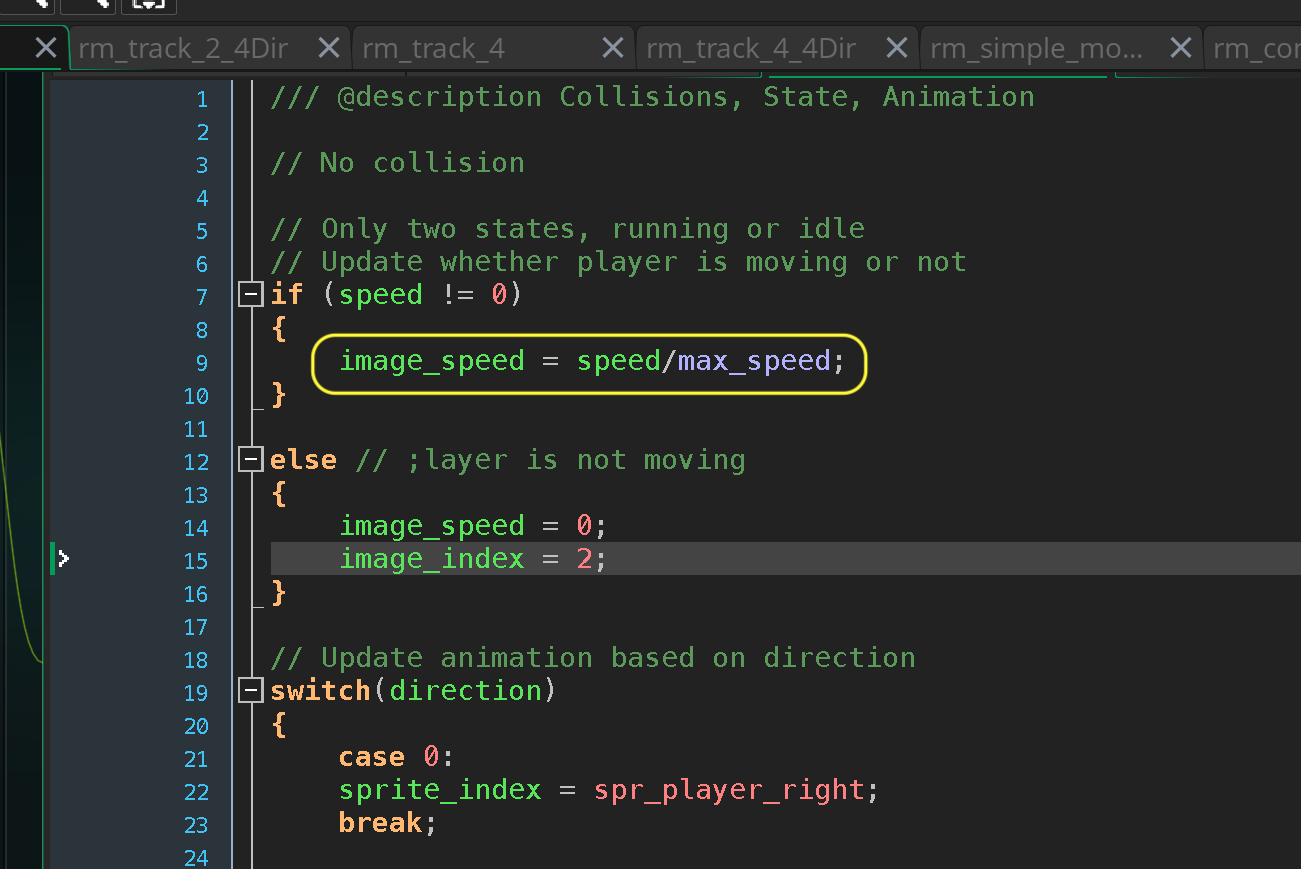 rm_track_2_4Dir rm_track_4 rm_track_4_4Dir rm_simple_mo... rm_cor
1 /// @description Collisions, State, Animation
2
3 // No collision
4
5 // Only two states, running or idle
6 // Update whether player is moving or not
7 if (speed != 0)
8 {
9 image_speed = speed/max_speed;
10 }
11
12 else // ;layer is not moving
13 {
14 image_speed = 0;
15 image_index = 2;
16 }
17
18 // Update animation based on direction
19 switch(direction)
20 {
21 case 0:
22 sprite_index = spr_player_right;
23 break;
24